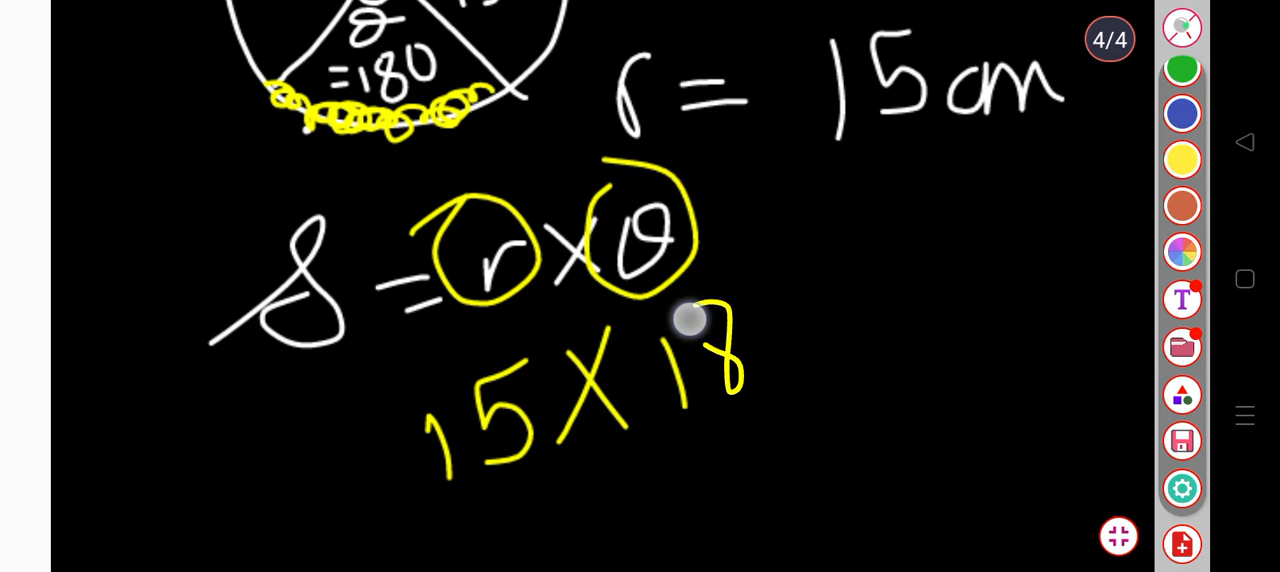 θ
=180
r = 15cm
S = r × θ
15 × 18
4/4
T